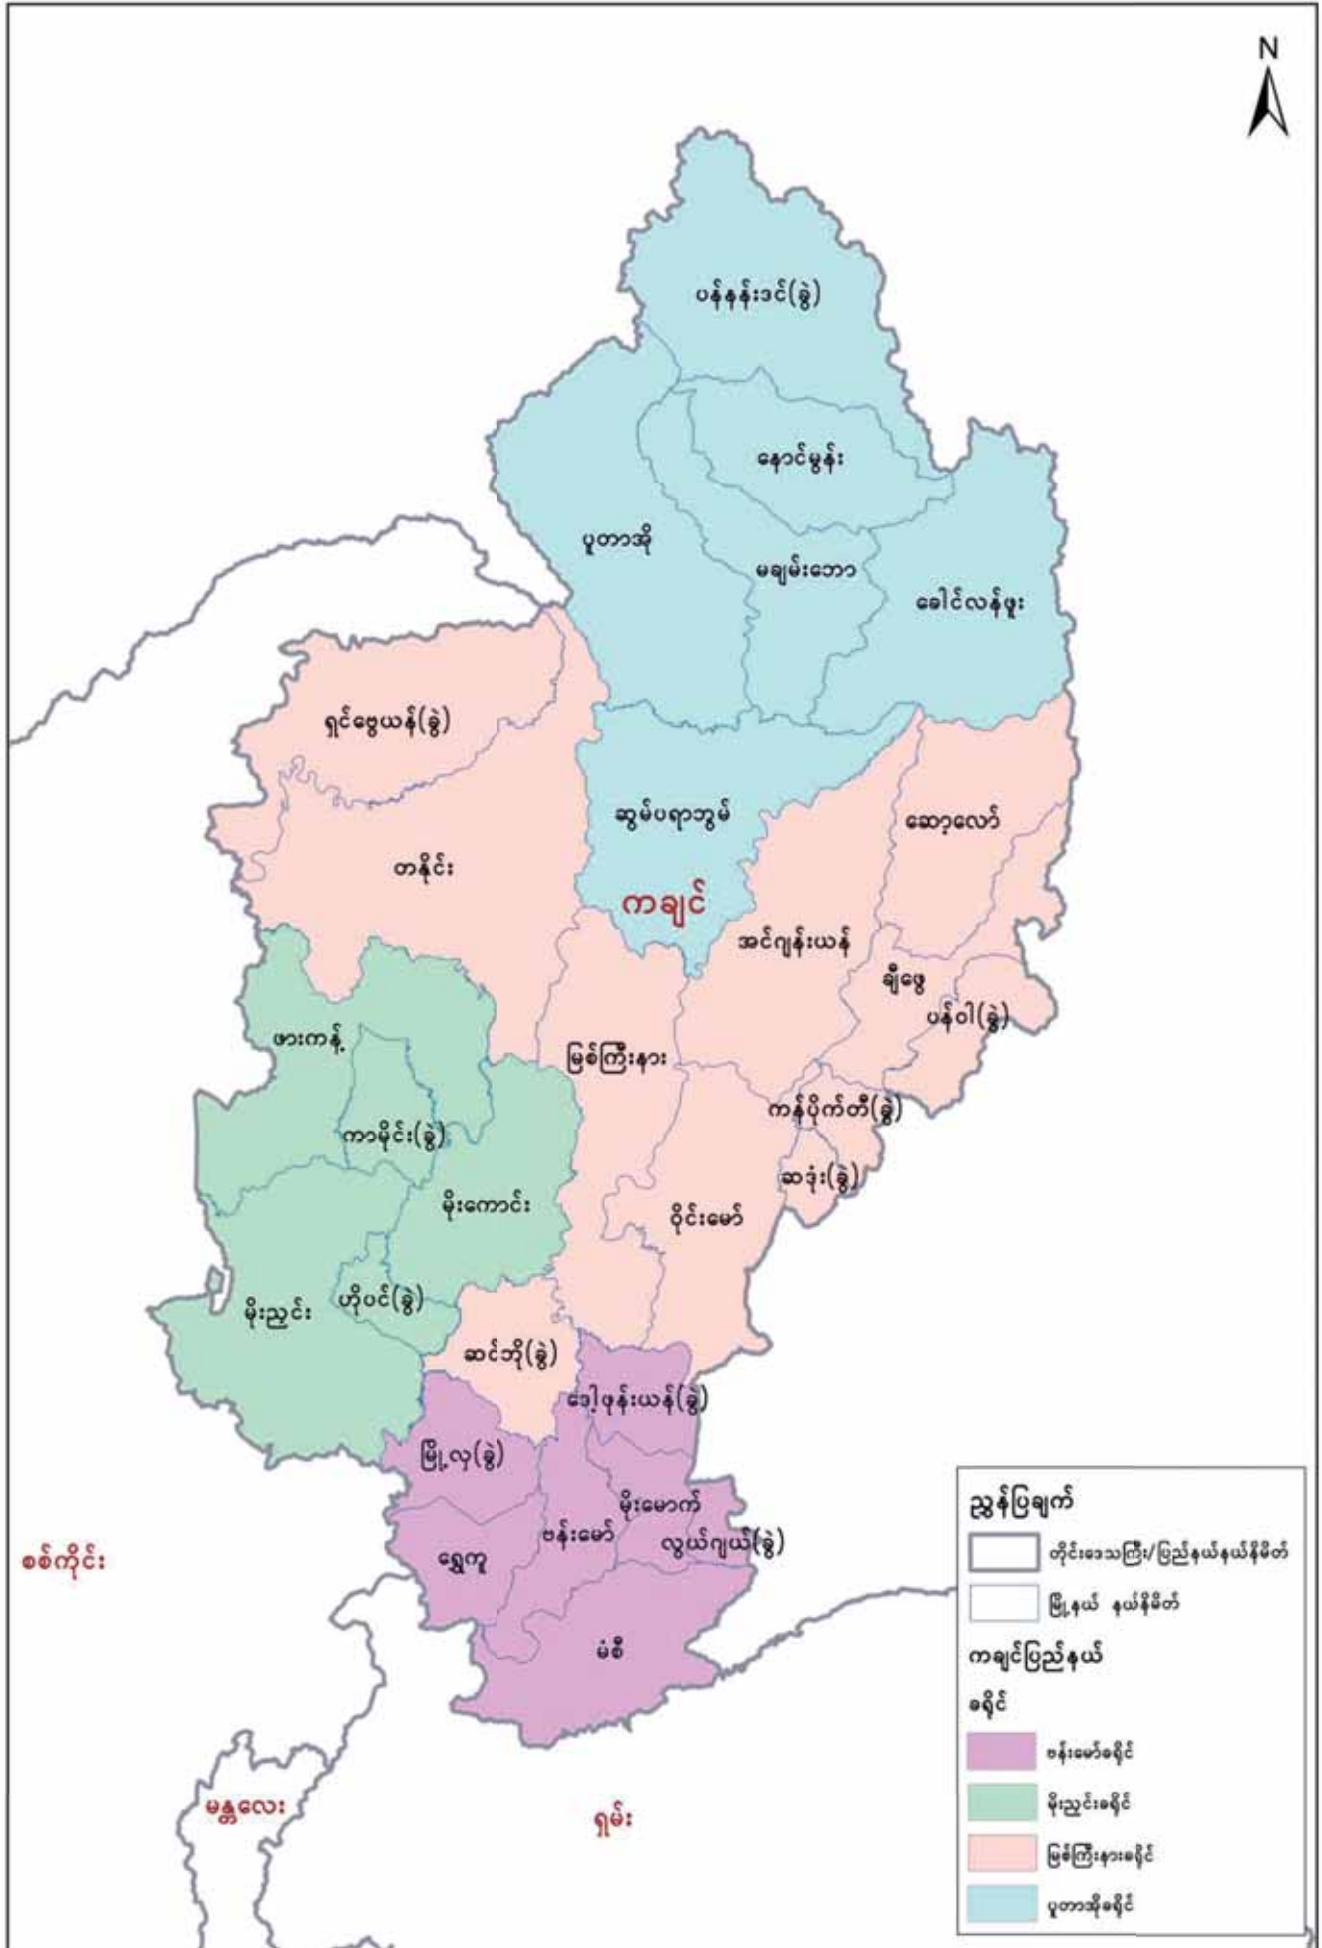 N
ပန်နန်းဒင်(ခွဲ)
နောင်မွန်း
ပူတာအို
မချမ်းဘော
ခေါင်လန်ဖူး
ရှင်ဗွေယန်(ခွဲ)
ဆွမ်ပရာဘွမ်
ဆော့လော်
တနိုင်း
ကချင်
အင်ဂျန်းယန်
ချီဖွေ
ပန်ဝါ(ခွဲ)
ဖားကန့်
မြစ်ကြီးနား
ကန်ပိုက်တီ(ခွဲ)
ကာမိုင်း(ခွဲ)
ဆဒုံး(ခွဲ)
မိုးကောင်း
ဝိုင်းမော်
ဟိုပင်(ခွဲ)
မိုးညှင်း
ဆင်ဘို(ခွဲ)
ဒေါ့ဖုန်းယန်(ခွဲ)
မြို့လှ(ခွဲ)
မိုးမောက်
ဗန်းမော်
လွယ်ဂျယ်(ခွဲ)
ရွှေကူ
စစ်ကိုင်း
မံစီ
မန္တလေး
ရှမ်း
ညွှန်ပြချက်
တိုင်းဒေသကြီး/ပြည်နယ်နယ်နိမိတ်
မြို့နယ် နယ်နိမိတ်
ကချင်ပြည်နယ်
ခရိုင်
ဗန်းမော်ခရိုင်
မိုးညှင်းခရိုင်
မြစ်ကြီးနားခရိုင်
ပူတာအိုခရိုင်